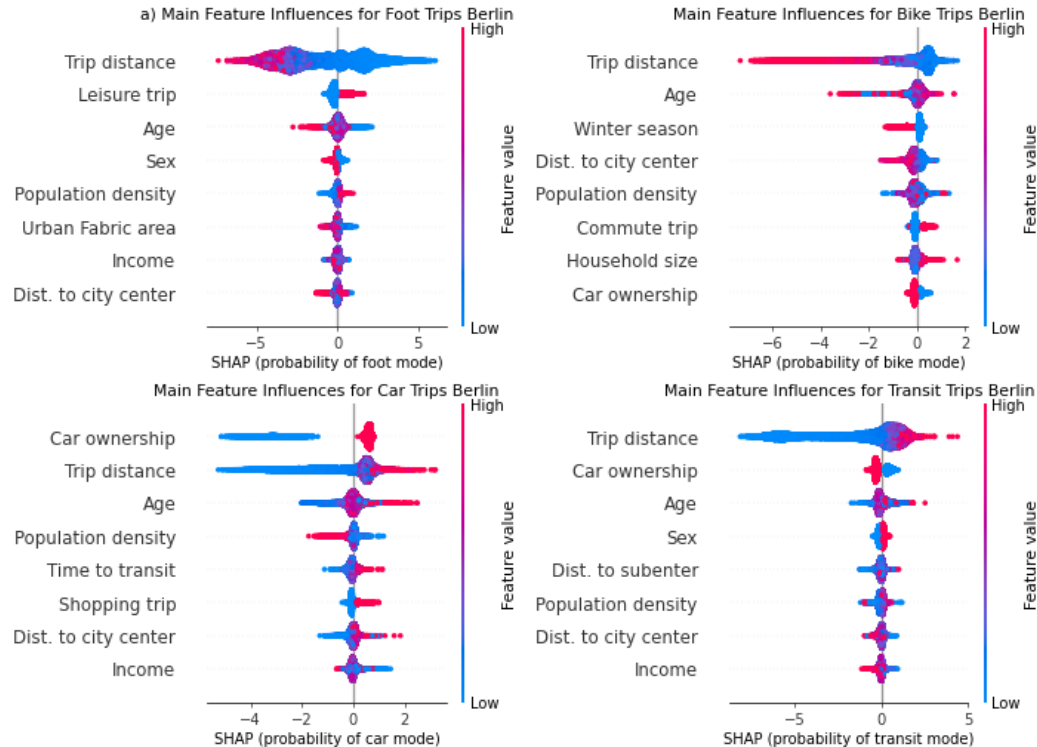 a) Main Feature Influences for Foot Trips Berlin
High
Trip distance
Leisure trip
Age
Sex
Population density
Urban Fabric area
Income
Dist. to city center
Feature value
Low
−5
0
5
SHAP (probability of foot mode)
Main Feature Influences for Bike Trips Berlin
High
Trip distance
Age
Winter season
Dist. to city center
Population density
Commute trip
Household size
Car ownership
Feature value
Low
−6
−4
−2
0
2
SHAP (probability of bike mode)
Main Feature Influences for Car Trips Berlin
High
Car ownership
Trip distance
Age
Population density
Time to transit
Shopping trip
Dist. to city center
Income
Feature value
Low
−4
−2
0
2
SHAP (probability of car mode)
Main Feature Influences for Transit Trips Berlin
High
Trip distance
Car ownership
Age
Sex
Dist. to subenter
Population density
Dist. to city center
Income
Feature value
Low
−5
0
5
SHAP (probability of transit mode)